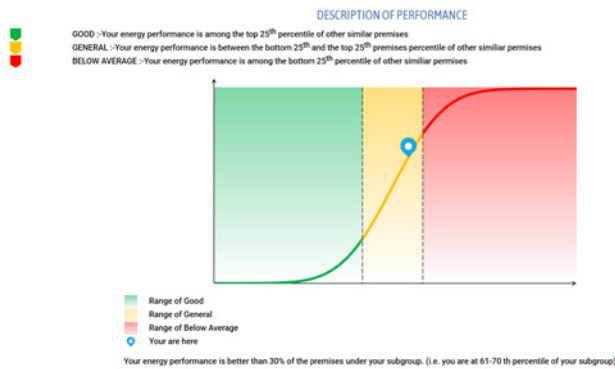 DESCRIPTION OF PERFORMANCE
GOOD :-Your energy performance is among the top 25th percentile of other similar premises
GENERAL :-Your energy performance is between the bottom 25th and the top 25th premises percentile of other similiar premises
BELOW AVERAGE :-Your energy performance is among the bottom 25th percentile of other similiar permises
Range of Good
Range of General
Range of Below Average
You are here
Your energy performance is better than 30% of the premises under your subgroup. (i.e. you are at 61-70 th percentile of your subgroup)